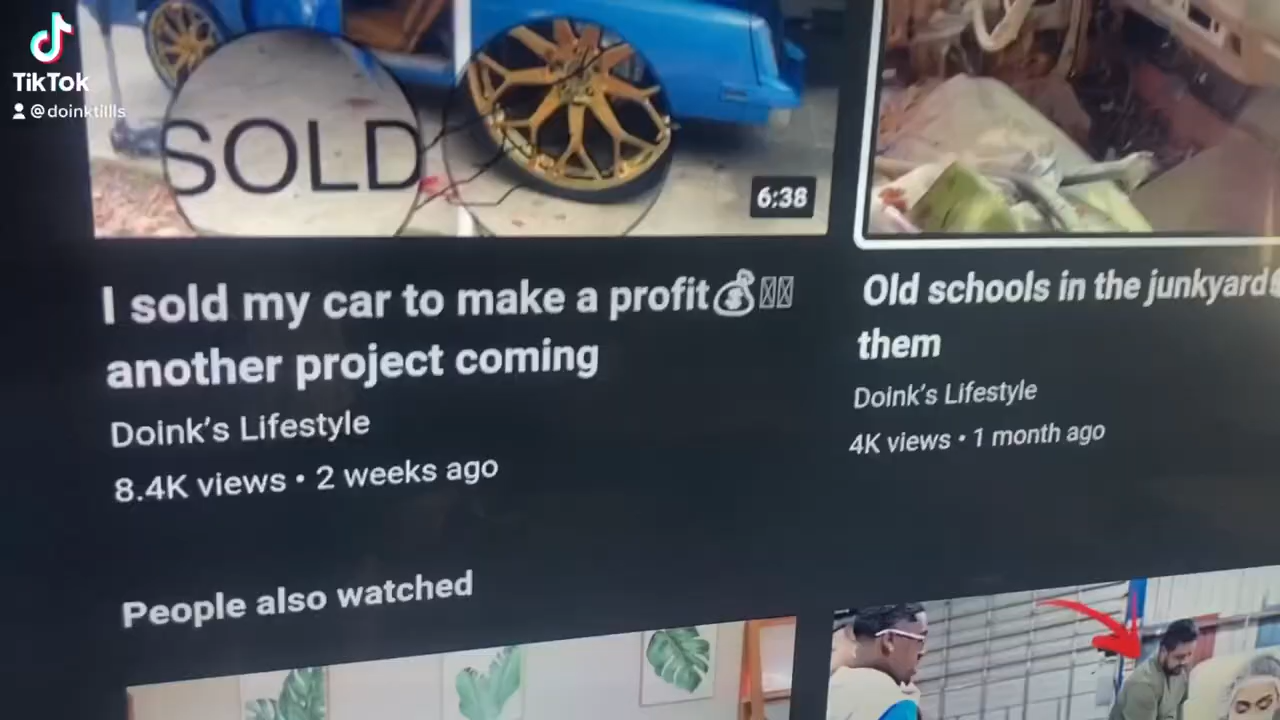 TikTok
@doinktills
SOLD
6:38
I sold my car to make a profit💰
another project coming
Doink's Lifestyle
8.4K views • 2 weeks ago
Old schools in the junkyard
them
Doink's Lifestyle
4K views • 1 month ago
People also watched